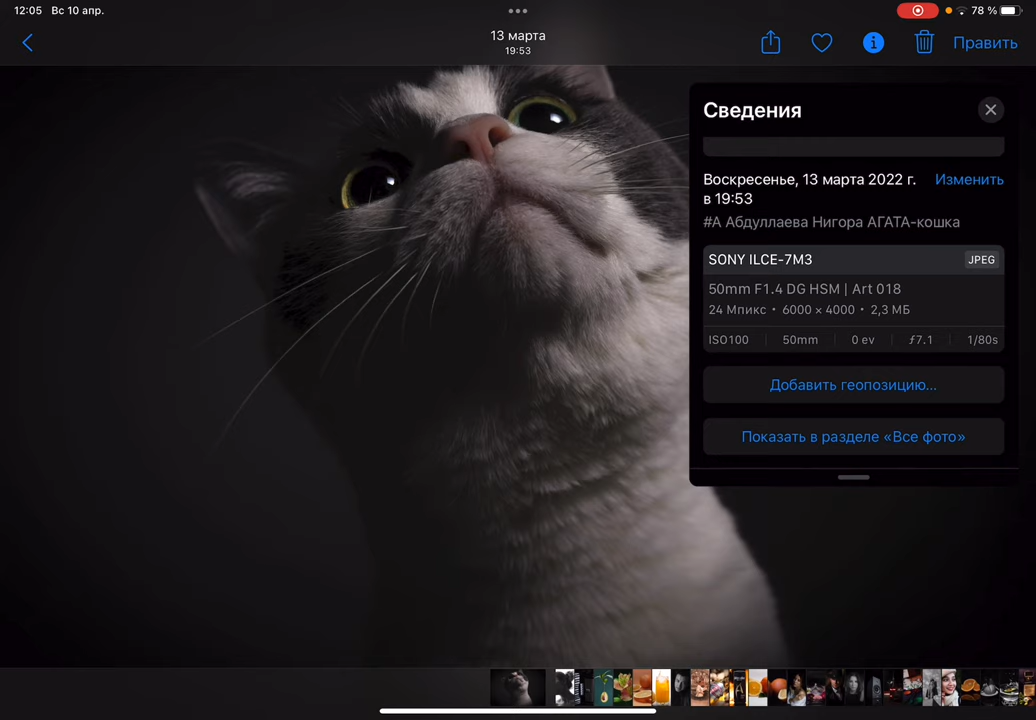 12:05 Вс 10 апр.
78 %
13 марта
19:53
Править
Сведения
Воскресенье, 13 марта 2022 г.
в 19:53
Изменить
#А Абдуллаева Нигора АГАТА-кошка
SONY ILCE-7M3
JPEG
50mm F1.4 DG HSM | Art 018
24 Мпикс • 6000 × 4000 • 2,3 МБ
ISO100 50mm 0 ev ƒ7.1 1/80s
Добавить геопозицию...
Показать в разделе «Все фото»